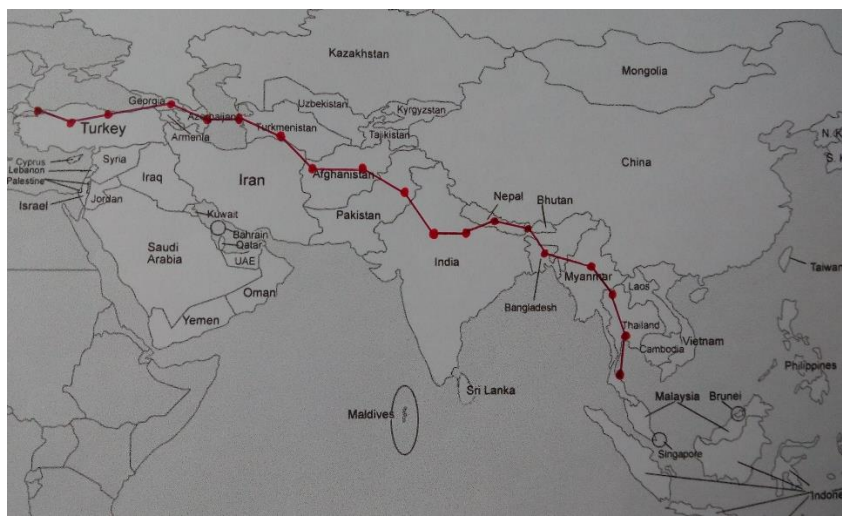 Kazakhstan
Mongolia
Georgia
Uzbekistan
Kyrgyzstan
Azerbaijan
Turkey
Turkmenistan
Armenia
Tajikistan
N. K
S. K
China
Cyprus
Syria
Lebanon
Palestine
Iraq
Iran
Afghanistan
Jordan
Israel
Nepal
Bhutan
Kuwait
Pakistan
Bahrain
Qatar
Saudi
Arabia
UAE
India
Myanmar
Taiwan
Oman
Laos
Bangladesh
Yemen
Thailand
Vietnam
Cambodia
Philippines
Sri Lanka
Maldives
Malaysia
Brunei
Singapore
Indone